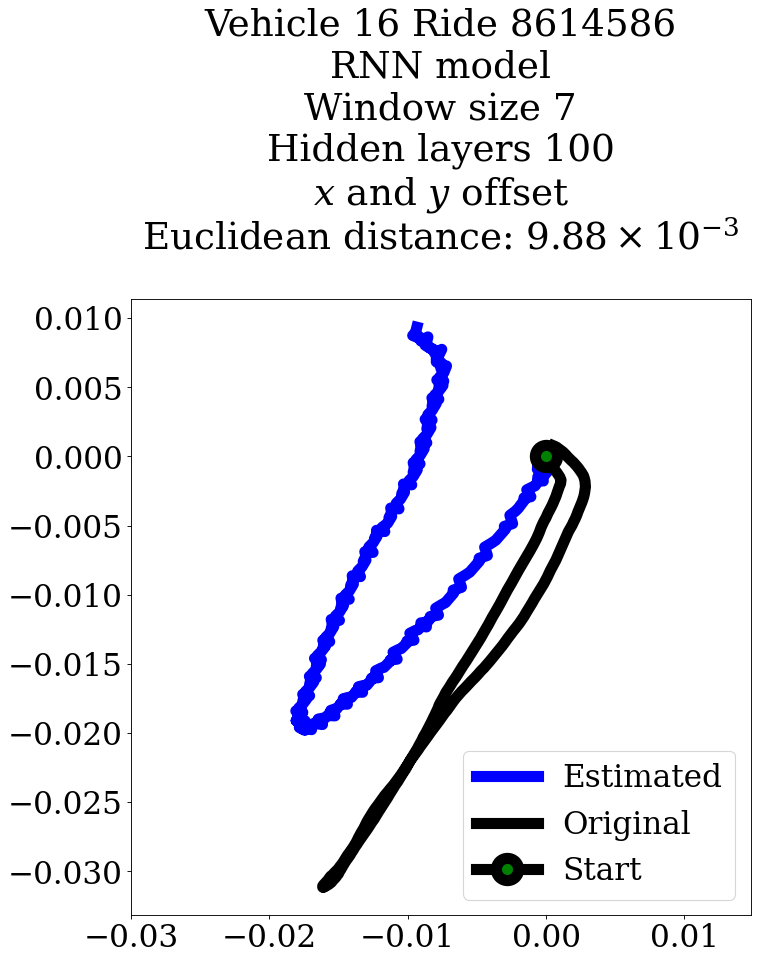 Vehicle 16 Ride 8614586
RNN model
Window size 7
Hidden layers 100
x and y offset
Euclidean distance: 9.88 × 10⁻³
0.010
0.005
0.000
−0.005
−0.010
−0.015
−0.020
−0.025
−0.030
Estimated
Original
Start
−0.03 −0.02 −0.01 0.00 0.01